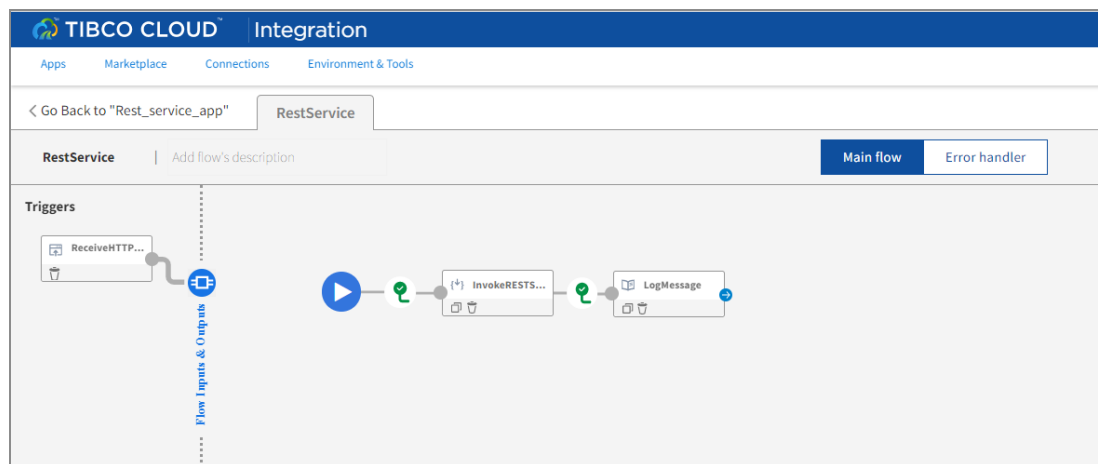 TIBCO CLOUD™ Integration
Apps Marketplace Connections Environment & Tools
Go Back to "Rest_service_app" RestService
RestService | Add flow's description Main flow Error handler
Triggers
ReceiveHTTP...
InvokeRESTS...
LogMessage
Flow Inputs & Outputs